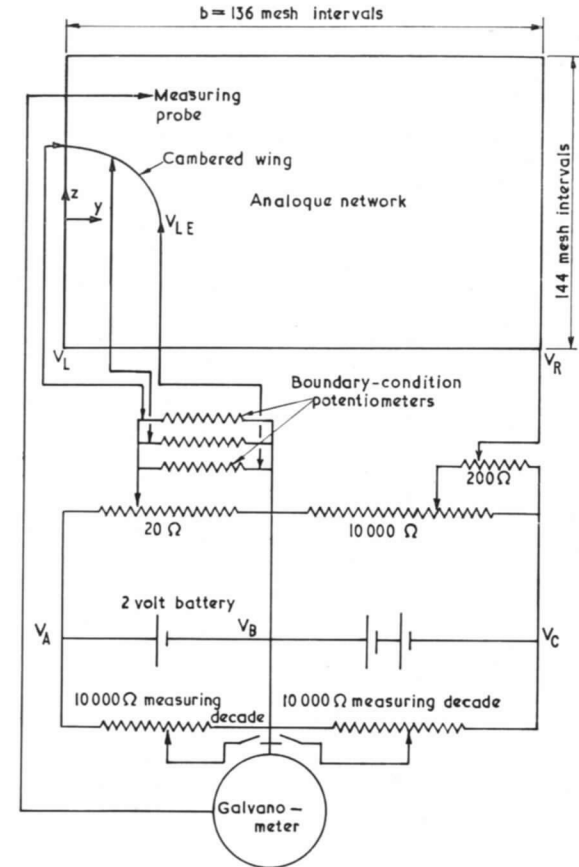 b = 136 mesh intervals
Measuring
probe
Cambered wing
z
y
Analogue network
V_LE
144 mesh intervals
V_L
V_R
Boundary-condition
potentiometers
200 Ω
20 Ω
10 000 Ω
2 volt battery
V_A
V_B
V_C
10 000 Ω measuring
decade
10 000 Ω measuring decade
Galvano –
meter